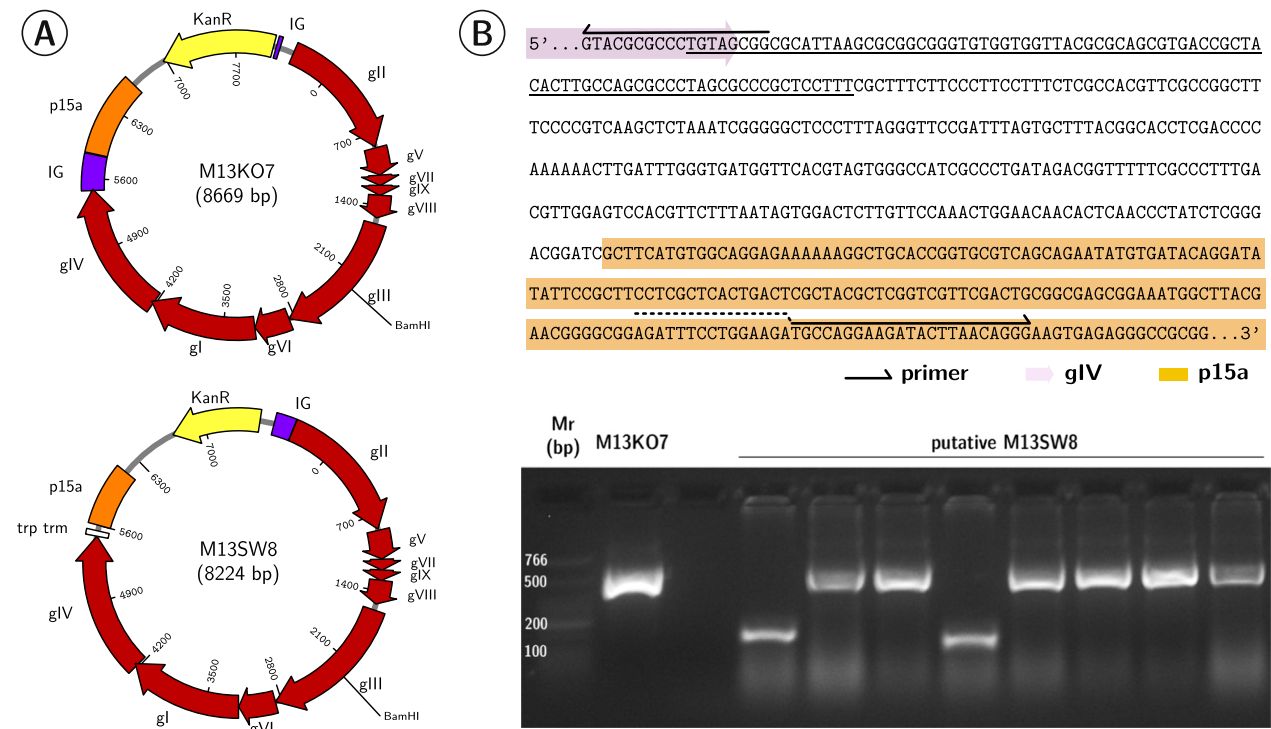 A
KanR
IG
7700
7000
gII
0
p15a
6300
700
M13KO7
(8669 bp)
gV
gVII
gIX
gVIII
IG
5600
1400
4900
2100
gIV
4200
3500
2800
gIII
BamHI
gI
gVI
KanR
IG
7000
gII
6300
0
p15a
trp trm
5600
700
M13SW8
(8224 bp)
gV
gVII
gIX
gVIII
1400
4900
gIV
4200
2100
3500
2800
gIII
BamHI
gI
gVI
B
5'...GTACGCGCCCTGTAGCGGCGCATTAAGCGCGGCGGGTGTGGTGGTTACGCGCAGCGTGACCGCTA
CACTTGCCAGCGCCCTAGCGCCCGCTCCTTTCGCTTTCTTCCCTTCCTTTCTCGCCACGTTCGCCGGCTT
TCCCCGTCAAGCTCTAAATCGGGGGCTCCCTTTAGGGTTCCGATTTAGTGCTTTACGGCACCTCGACCCC
AAAAAACTTGATTTGGGTGATGGTTCACGTAGTGGGCCATCGCCCTGATAGACGGTTTTTCGCCCTTTGA
CGTTGGAGTCCACGTTCTTTAATAGTGGACTCTTGTTCCAAACTGGAACAACACTCAACCCTATCTCGGG
ACGGATCGCTTCATGTGGCAGGAGAAAAAAGGCTGCACCGGTGCGTCAGCAGAATATGTGATACAGGATA
TATTCCGCTTCCTCGCTCACTGACTCGCTACGCTCGGTCGTTCGACTGCGGCGAGCGGAAATGGCTTACG
AACGGGGCGGAGATTTCCTGGAAGATGCCAGGAAGATACTTAACAGGGAAGTGAGAGGGCCGCGG...3'
primer
gIV
p15a
Mr
(bp)
M13KO7
putative M13SW8
766
500
200
100